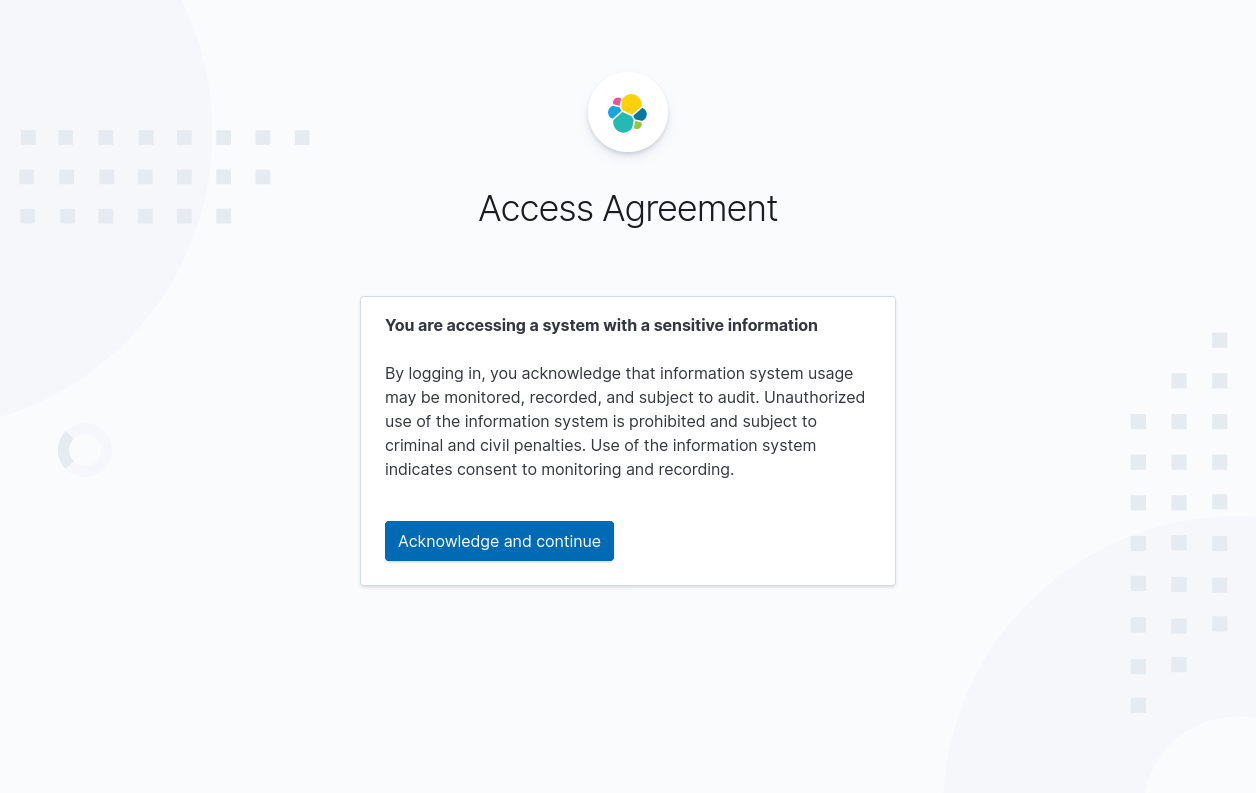 Access Agreement
You are accessing a system with a sensitive information
By logging in, you acknowledge that information system usage
may be monitored, recorded, and subject to audit. Unauthorized
use of the information system is prohibited and subject to
criminal and civil penalties. Use of the information system
indicates consent to monitoring and recording.
Acknowledge and continue